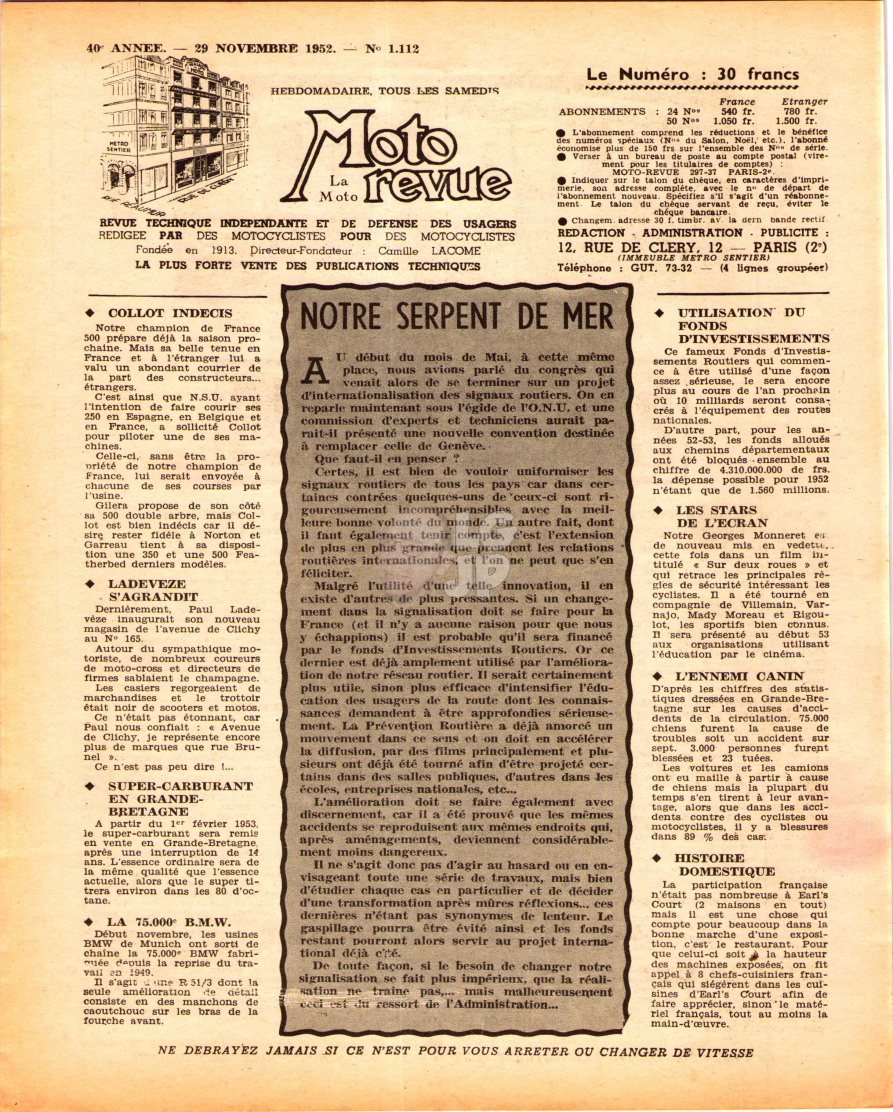 40e ANNEE. — 29 NOVEMBRE 1952. — No 1.112
METRO
SENTIER
RUE REAUMUR
RUE DE CLERY
HEBDOMADAIRE, TOUS LES SAMEDIS
Moto
revue
La
Moto
REVUE TECHNIQUE INDEPENDANTE ET DE DEFENSE DES USAGERS
REDIGEE PAR DES MOTOCYCLISTES POUR DES MOTOCYCLISTES
Fondée en 1913. Directeur-Fondateur : Camille LACOME
LA PLUS FORTE VENTE DES PUBLICATIONS TECHNIQUES
Le Numéro : 30 francs
France Etranger
ABONNEMENTS : 24 Nos 540 fr. 780 fr.
50 Nos 1.050 fr. 1.500 fr.
● L'abonnement comprend les réductions et le bénéfice
des numéros spéciaux (Nos du Salon, Noël, etc.), l'abonné
économise plus de 150 frs sur l'ensemble des Nos de série.
● Verser à un bureau de poste au compte postal (vire-
ment pour les titulaires de comptes) :
MOTO-REVUE 297-37 PARIS-2e.
● Indiquer sur le talon du chèque, en caractères d'impri-
merie, son adresse complète, avec le no de départ de
l'abonnement nouveau. Spécifiez s'il s'agit d'un réabonne-
ment. Le talon du chèque servant de reçu, éviter le
chèque bancaire.
● Changem. adresse 30 f. timbr. av. la dern bande rectif
REDACTION - ADMINISTRATION - PUBLICITE :
12, RUE DE CLERY, 12 — PARIS (2e)
(IMMEUBLE METRO SENTIER)
Téléphone : GUT. 73-32 — (4 lignes groupées)
◆ COLLOT INDECIS
Notre champion de France
500 prépare déjà la saison pro-
chaine. Mais sa belle tenue en
France et à l'étranger lui a
valu un abondant courrier de
la part des constructeurs...
étrangers.
C'est ainsi que N.S.U. ayant
l'intention de faire courir ses
250 en Espagne, en Belgique et
en France, a sollicité Collot
pour piloter une de ses ma-
chines.
Celle-ci, sans être la pro-
priété de notre champion de
France, lui serait envoyée à
chacune de ses courses par
l'usine.
Gilera propose de son côté
sa 500 double arbre, mais Col-
lot est bien indécis car il dé-
sire rester fidèle à Norton et
Garreau tient à sa disposi-
tion une 350 et une 500 Fea-
therbed derniers modèles.
◆ LADEVEZE
S'AGRANDIT
Dernièrement, Paul Lade-
vèze inaugurait son nouveau
magasin de l'avenue de Clichy
au No 165.
Autour du sympathique mo-
toriste, de nombreux coureurs
de moto-cross et directeurs de
firmes sablaient le champagne.
Les casiers regorgeaient de
marchandises et le trottoir
était noir de scooters et motos.
Ce n'était pas étonnant, car
Paul nous confiait : « Avenue
de Clichy, je représente encore
plus de marques que rue Bru-
nel ».
Ce n'est pas peu dire !...
◆ SUPER-CARBURANT
EN GRANDE-
BRETAGNE
A partir du 1er février 1953,
le super-carburant sera remis
en vente en Grande-Bretagne,
après une interruption de 14
ans. L'essence ordinaire sera de
la même qualité que l'essence
actuelle, alors que le super ti-
trera environ dans les 80 d'oc-
tane.
◆ LA 75.000e B.M.W.
Début novembre, les usines
BMW de Munich ont sorti de
chaîne la 75.000e BMW fabri-
quée depuis la reprise du tra-
vail en 1949.
Il s'agit d'une R 51/3 dont la
seule amélioration de détail
consiste en des manchons de
caoutchouc sur les bras de la
fourche avant.
NOTRE SERPENT DE MER
AU début du mois de Mai, à cette même
place, nous avions parlé du congrès qui
venait alors de se terminer sur un projet
d'internationalisation des signaux routiers. On en
reparle maintenant sous l'égide de l'O.N.U. et une
commission d'experts et techniciens aurait pa-
rait-il présenté une nouvelle convention destinée
à remplacer celle de Genève.
Que faut-il en penser ?
Certes, il est bien de vouloir uniformiser les
signaux routiers de tous les pays car dans cer-
taines contrées quelques-uns de ceux-ci sont ri-
goureusement incompréhensibles avec la meil-
leure bonne volonté du monde. Un autre fait, dont
il faut également tenir compte, c'est l'extension
de plus en plus grande que prennent les relations
routières internationales, et l'on ne peut que s'en
féliciter.
Malgré l'utilité d'une telle innovation, il en
existe d'autres de plus pressantes. Si un change-
ment dans la signalisation doit se faire pour la
France (et il n'y a aucune raison pour que nous
y échappions) il est probable qu'il sera financé
par le fonds d'Investissements Routiers. Or ce
dernier est déjà amplement utilisé par l'améliora-
tion de notre réseau routier. Il serait certainement
plus utile, sinon plus efficace d'intensifier l'édu-
cation des usagers de la route dont les connais-
sances demandent à être approfondies sérieuse-
ment. La Prévention Routière a déjà amorcé un
mouvement dans ce sens et on doit en accélérer
la diffusion, par des films principalement et plu-
sieurs ont déjà été tourné afin d'être projeté cer-
tains dans des salles publiques, d'autres dans les
écoles, entreprises nationales, etc...
L'amélioration doit se faire également avec
discernement, car il a été prouvé que les mêmes
accidents se reproduisent aux mêmes endroits qui,
après aménagements, deviennent considérable-
ment moins dangereux.
Il ne s'agit donc pas d'agir au hasard ou en en-
visageant toute une série de travaux, mais bien
d'étudier chaque cas en particulier et de décider
d'une transformation après mûres réflexions... ces
dernières n'étant pas synonymes de lenteur. Le
gaspillage pourra être évité ainsi et les fonds
restant pourront alors servir au projet interna-
tional déjà cité.
De toute façon, si le besoin de changer notre
signalisation se fait plus impérieux, que la réali-
sation ne traîne pas,... mais malheureusement
ceci est du ressort de l'Administration...
◆ UTILISATION DU
FONDS
D'INVESTISSEMENTS
Ce fameux Fonds d'Investis-
sements Routiers qui commen-
ce à être utilisé d'une façon
assez sérieuse, le sera encore
plus au cours de l'an prochain
où 10 milliards seront consa-
crés à l'équipement des routes
nationales.
D'autre part, pour les an-
nées 52-53, les fonds alloués
aux chemins départementaux
ont été bloqués ensemble au
chiffre de 4.310.000.000 de frs.
la dépense possible pour 1952
n'étant que de 1.560 millions.
◆ LES STARS
DE L'ECRAN
Notre Georges Monneret est
de nouveau mis en vedette,
cette fois dans un film in-
titulé « Sur deux roues » et
qui retrace les principales rè-
gles de sécurité intéressant les
cyclistes. Il a été tourné en
compagnie de Villemain, Var-
najo, Mady Moreau et Rigou-
lot, les sportifs bien connus.
Il sera présenté au début 53
aux organisations utilisant
l'éducation par le cinéma.
◆ L'ENNEMI CANIN
D'après les chiffres des statis-
tiques dressées en Grande-Bre-
tagne sur les causes d'acci-
dents de la circulation. 75.000
chiens furent la cause de
troubles soit un accident sur
sept. 3.000 personnes furent
blessées et 23 tuées.
Les voitures et les camions
ont eu maille à partir à cause
de chiens mais la plupart du
temps s'en tirent à leur avan-
tage, alors que dans les acci-
dents contre des cyclistes ou
motocyclistes, il y a blessures
dans 89 % des cas.
◆ HISTOIRE
DOMESTIQUE
La participation française
n'était pas nombreuse à Earl's
Court (2 maisons en tout)
mais il est une chose qui
compte pour beaucoup dans la
bonne marche d'une exposi-
tion, c'est le restaurant. Pour
que celui-ci soit à la hauteur
des machines exposées, on fit
appel à 8 chefs-cuisiniers fran-
çais qui siégèrent dans les cui-
sines d'Earl's Court afin de
faire apprécier, sinon le maté-
riel français, tout au moins la
main-d'œuvre.
NE DEBRAYEZ JAMAIS SI CE N'EST POUR VOUS ARRETER OU CHANGER DE VITESSE